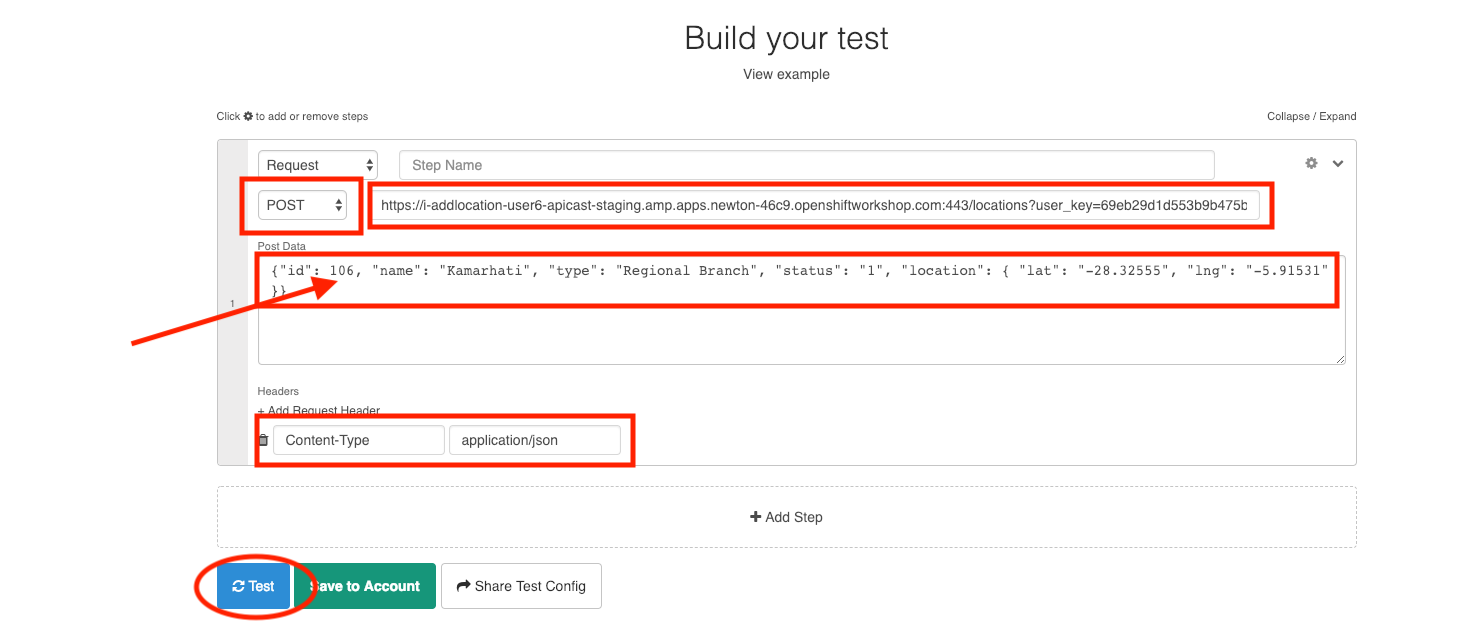 Build your test
View example
Click to add or remove steps
Collapse / Expand
Request
Step Name
POST
https://i-addlocation-user6-apicast-staging.amp.apps.newton-46c9.openshiftworkshop.com:443/locations?user_key=69eb29d1d553b9b475b
Post Data
{"id": 106, "name": "Kamarhati", "type": "Regional Branch", "status": "1", "location": { "lat": "-28.32555", "lng": "-5.91531"
}}
1
Headers
+ Add Request Header
Content-Type
application/json
+ Add Step
Test
Save to Account
Share Test Config